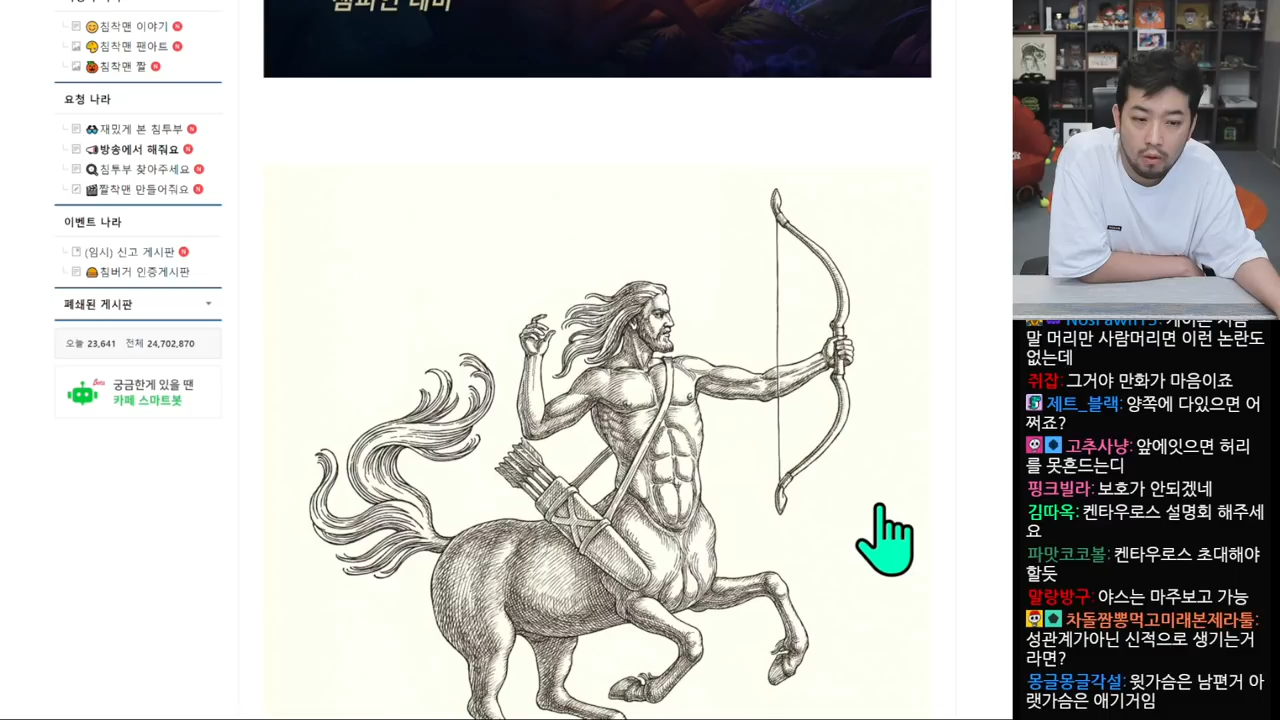 챔피언 테마
😊침착맨 이야기 N
🎨침착맨 팬아트 N
🎃침착맨 짤 N
요청 나라
재밌게 본 침투부 N
방송에서 해줘요 N
침투부 찾아주세요 N
짤착맨 만들어줘요 N
이벤트 나라
(임시) 신고 게시판 N
🍔침버거 인증게시판
폐쇄된 게시판
오늘 23,641 전체 24,702,870
Beta
궁금한게 있을 땐
카페 스마트봇
말 머리만 사람머리면 이런 논란도
없는데
쥐잡: 그거야 만화가 마음이죠
제트_블랙: 양쪽에 다있으면 어
쩌죠?
고추사냥: 앞에잇으면 허리
를 못흔드는디
핑크빌라: 보호가 안되겠네
김따옥: 켄타우로스 설명회 해주세
요
파맛코코볼: 켄타우로스 초대해야
할듯
말랑방구: 야스는 마주보고 가능
차돌짬뽕먹고미래본제라툴:
성관계가아닌 신적으로 생기는거
라면?
몽글몽글각설: 윗가슴은 남편거 아
랫가슴은 애기거임